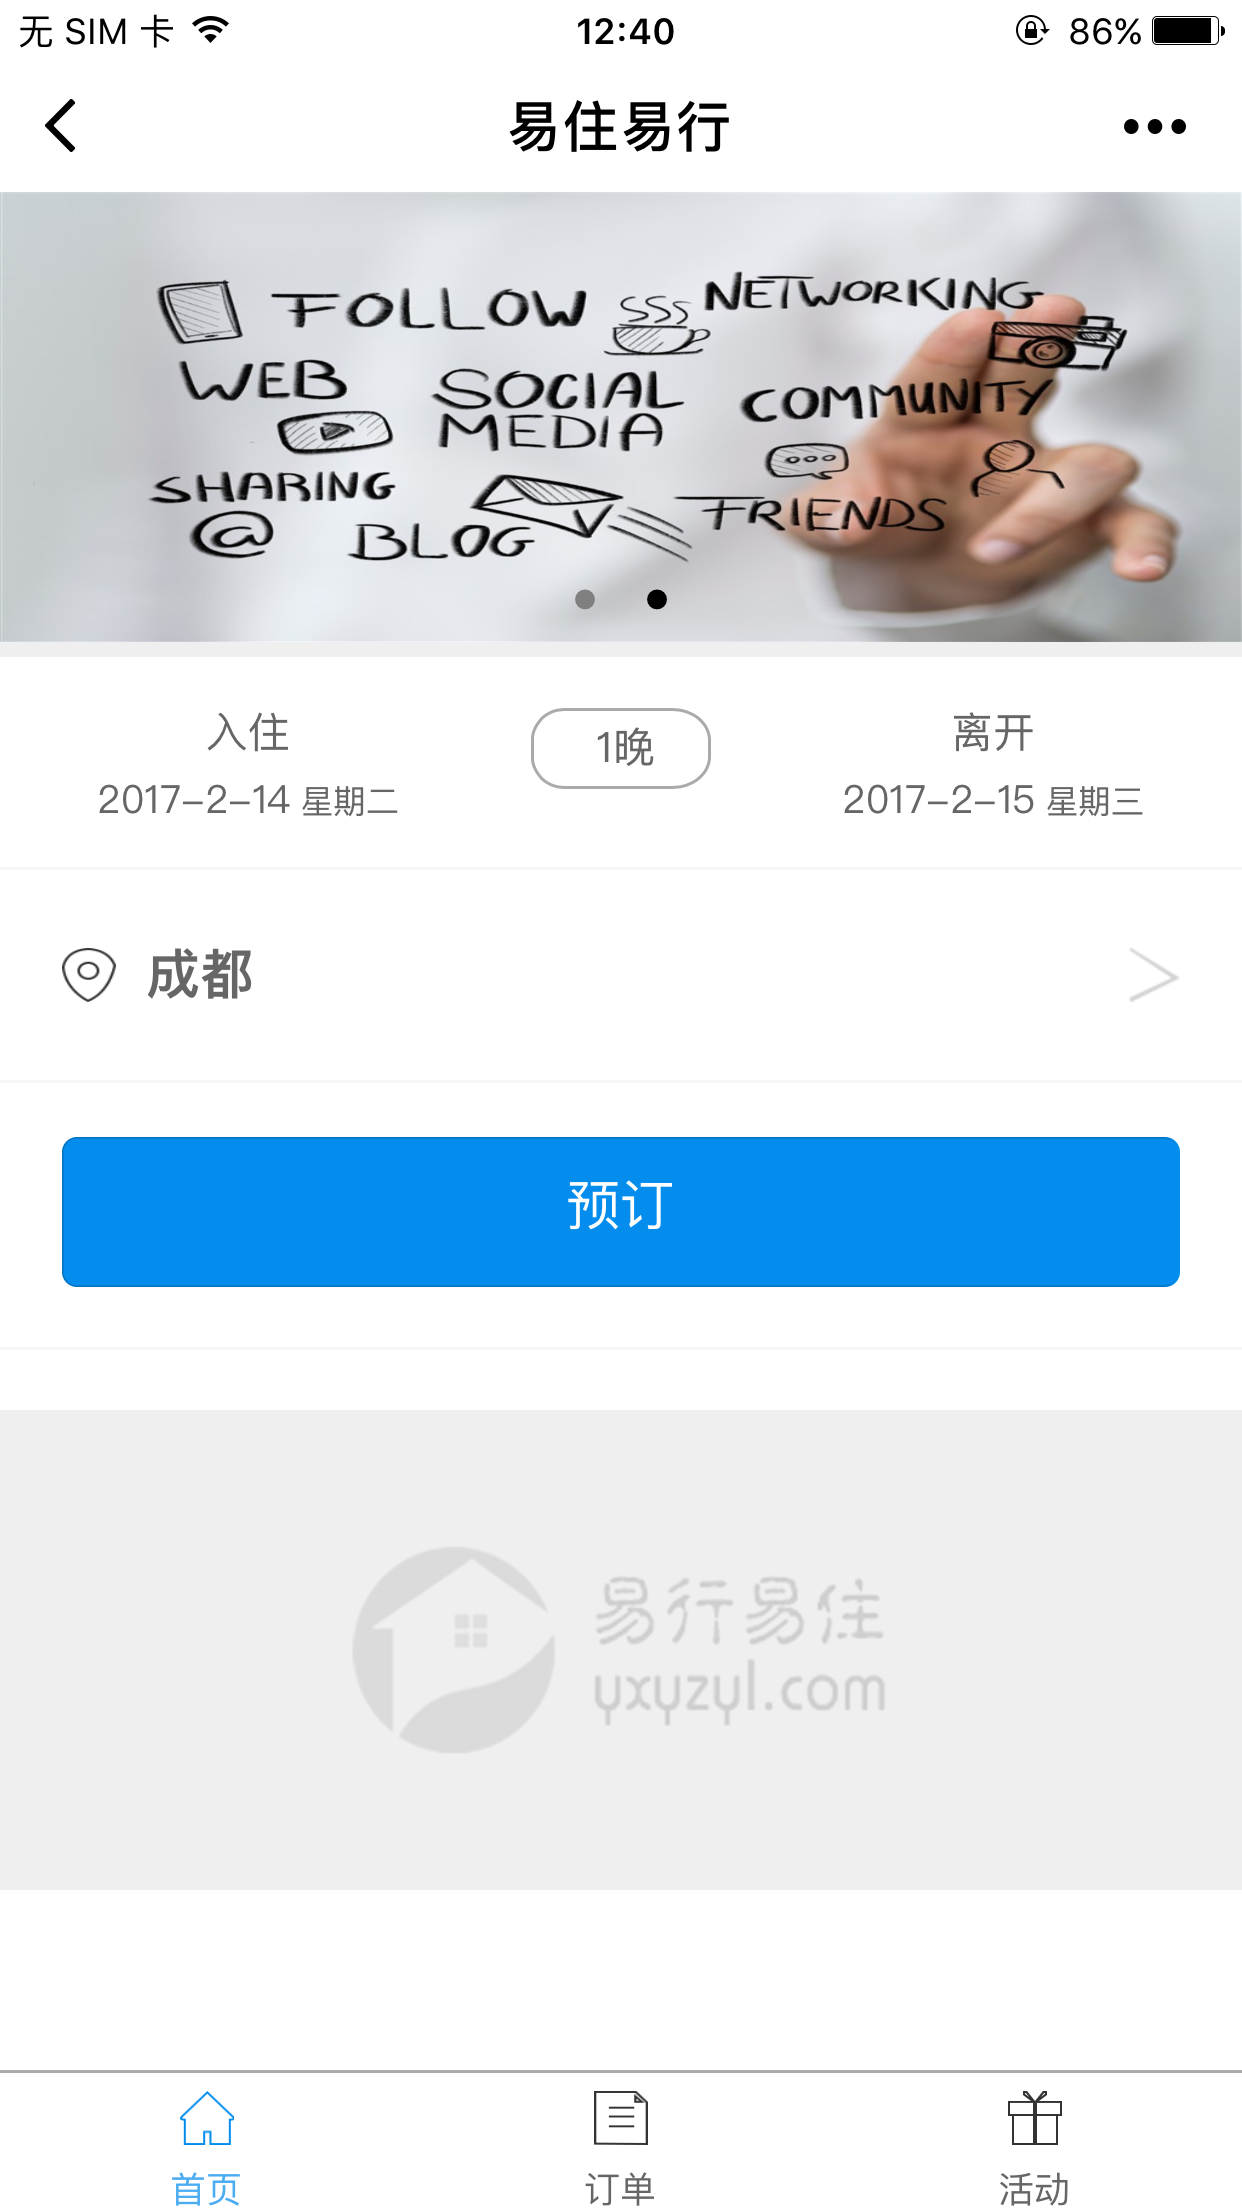 无 SIM 卡 12:40 86%
易住易行
FOLLOW NETWORKING
WEB SOCIAL MEDIA COMMUNITY
SHARING FRIENDS
@ BLOG
入住 1晚 离开
2017-2-14 星期二 2017-2-15 星期三
成都
预订
易行易住
yxyzyl.com
首页 订单 活动